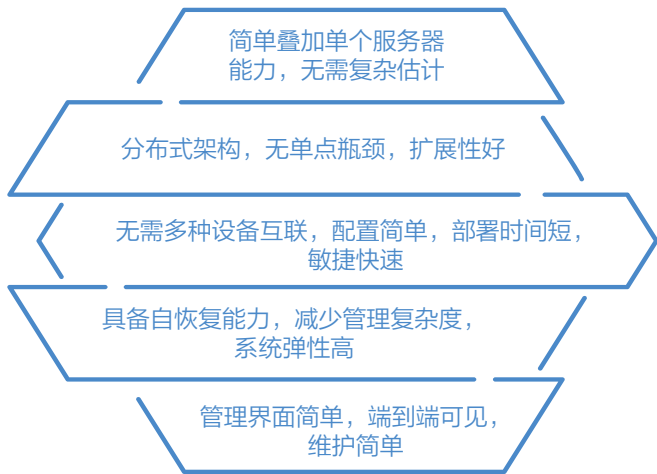 简单叠加单个服务器
能力，无需复杂估计
分布式架构，无单点瓶颈，扩展性好
无需多种设备互联，配置简单，部署时间短，
敏捷快速
具备自恢复能力，减少管理复杂度，
系统弹性高
管理界面简单，端到端可见，
维护简单